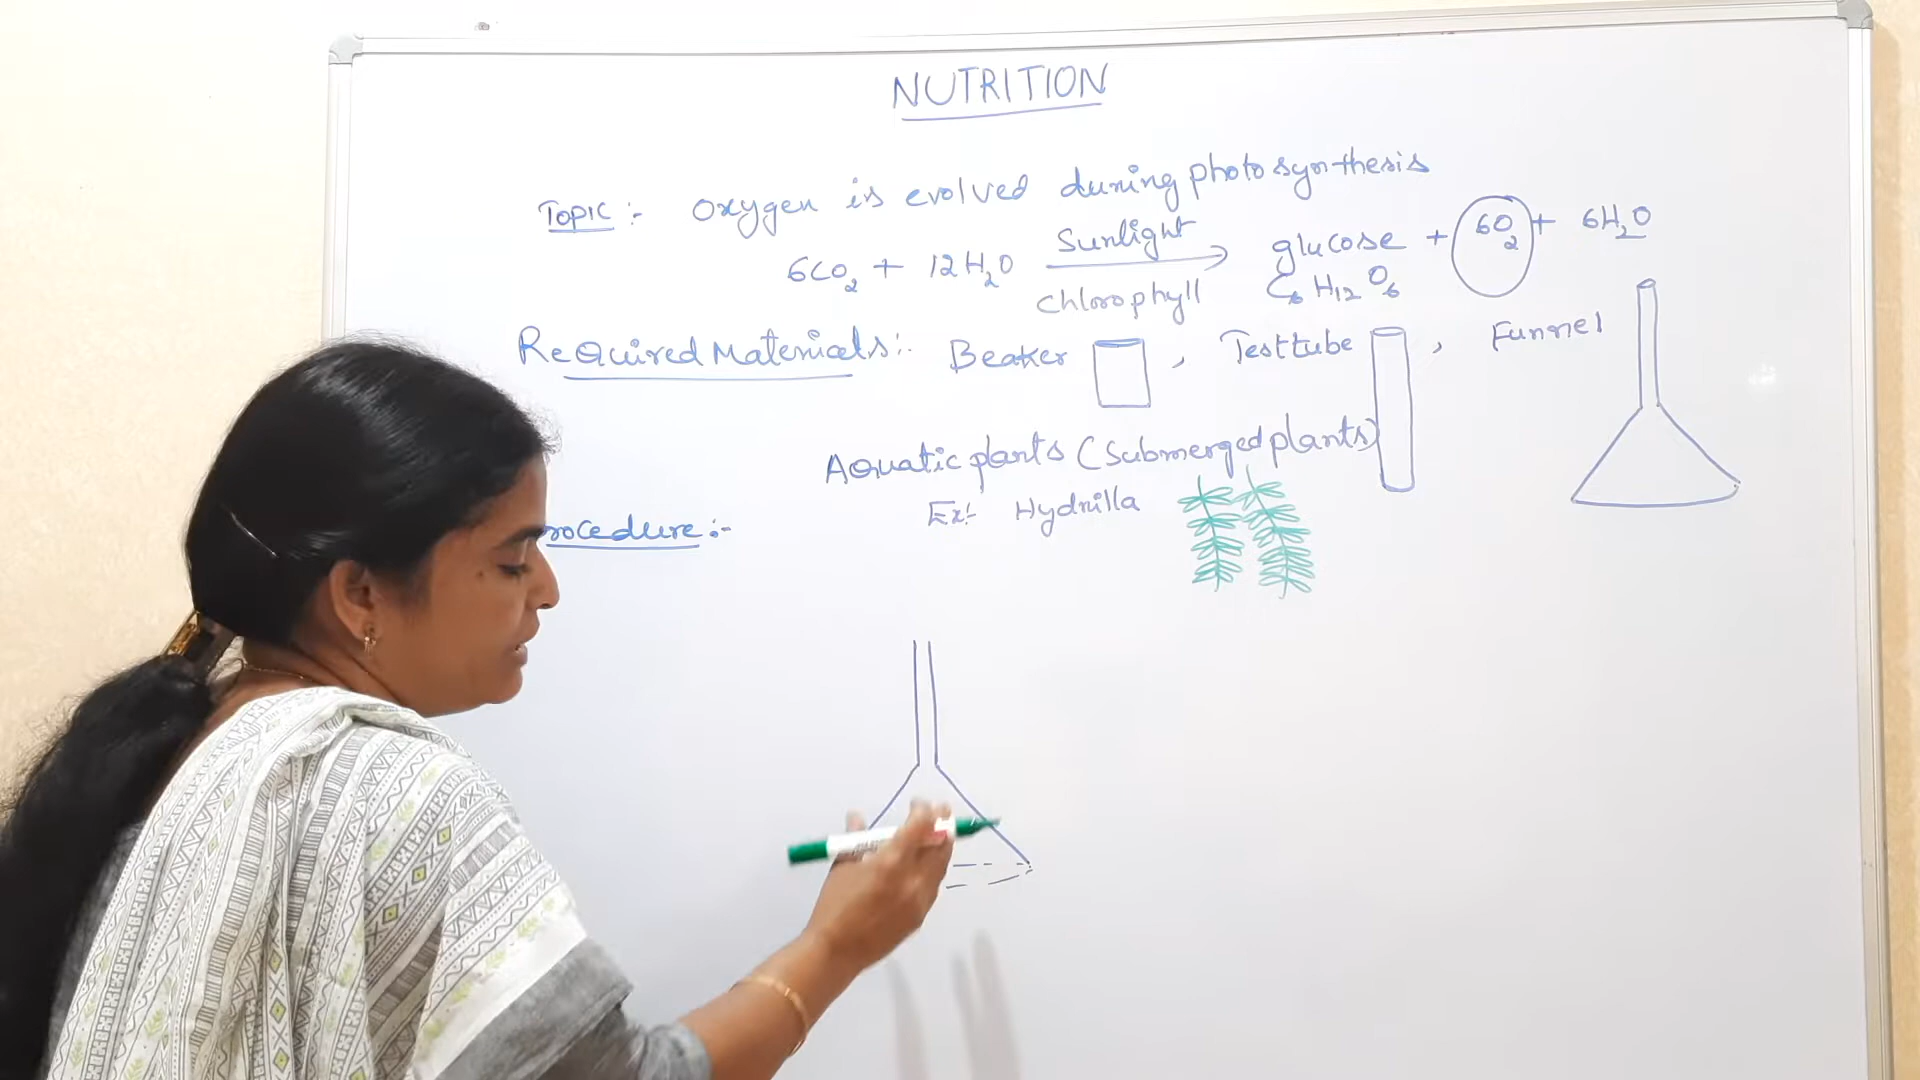 NUTRITION
Topic :- Oxygen is evolved during photosynthesis
6CO₂ + 12H₂O Sunlight → Chlorophyll glucose C₆H₁₂O₆ + 6O₂ + 6H₂O
Required Materials :- Beaker , Testtube , Funnel
Aquatic plants (Submerged plants)
Ex:- Hydrilla
rocedure :-